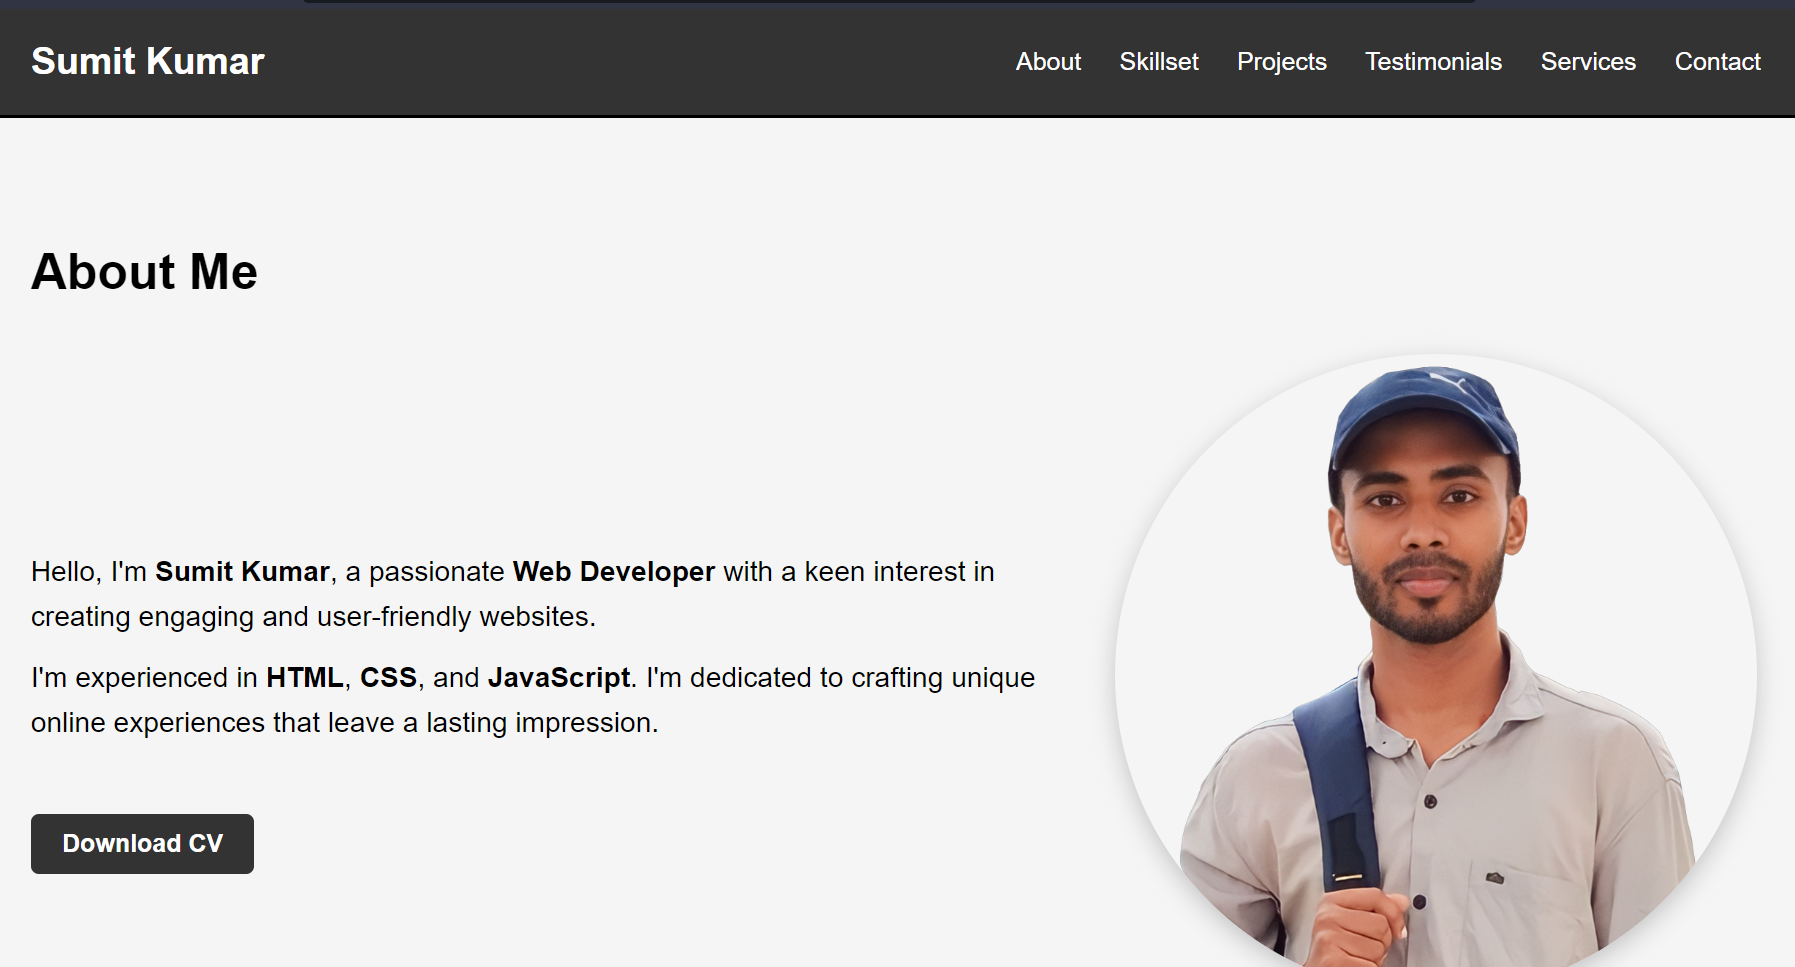 Sumit Kumar
About Skillset Projects Testimonials Services Contact
About Me
Hello, I'm Sumit Kumar, a passionate Web Developer with a keen interest in
creating engaging and user-friendly websites.
I'm experienced in HTML, CSS, and JavaScript. I'm dedicated to crafting unique
online experiences that leave a lasting impression.
Download CV